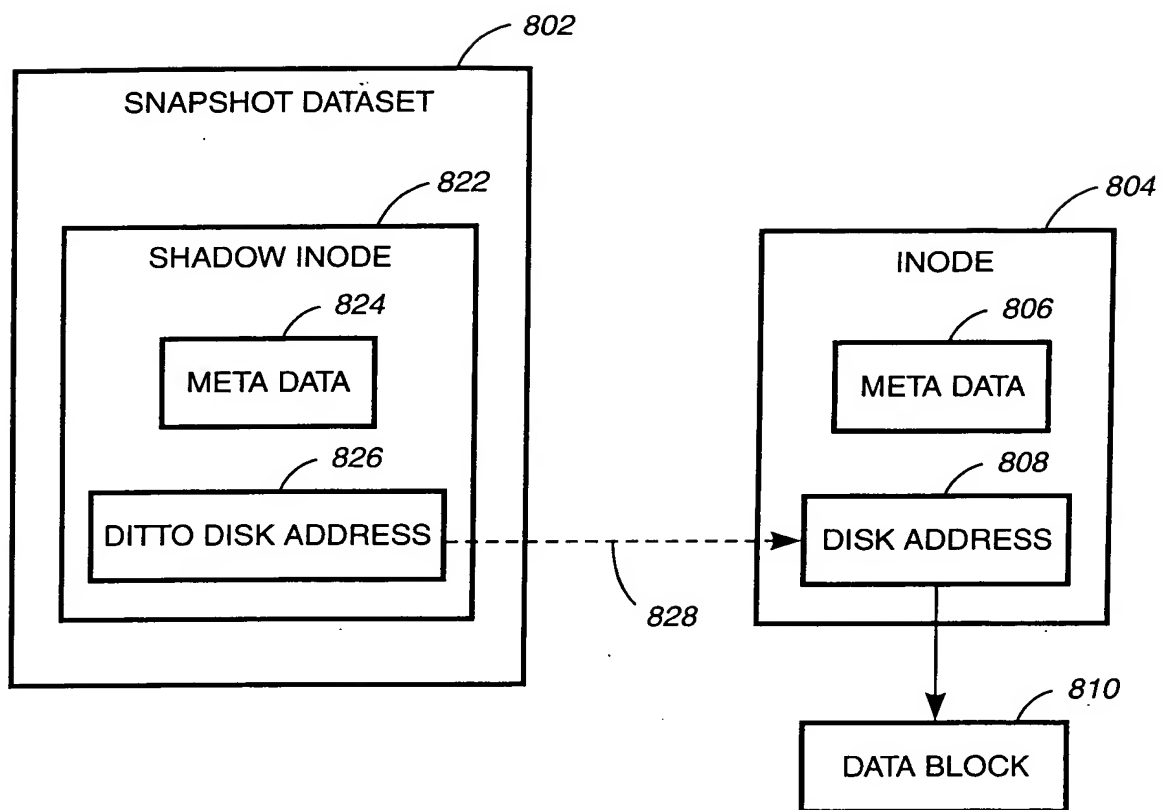 802
SNAPSHOT DATASET
822
804
SHADOW INODE
INODE
824
806
META DATA
META DATA
826
808
DITTO DISK ADDRESS
DISK ADDRESS
828
810
DATA BLOCK